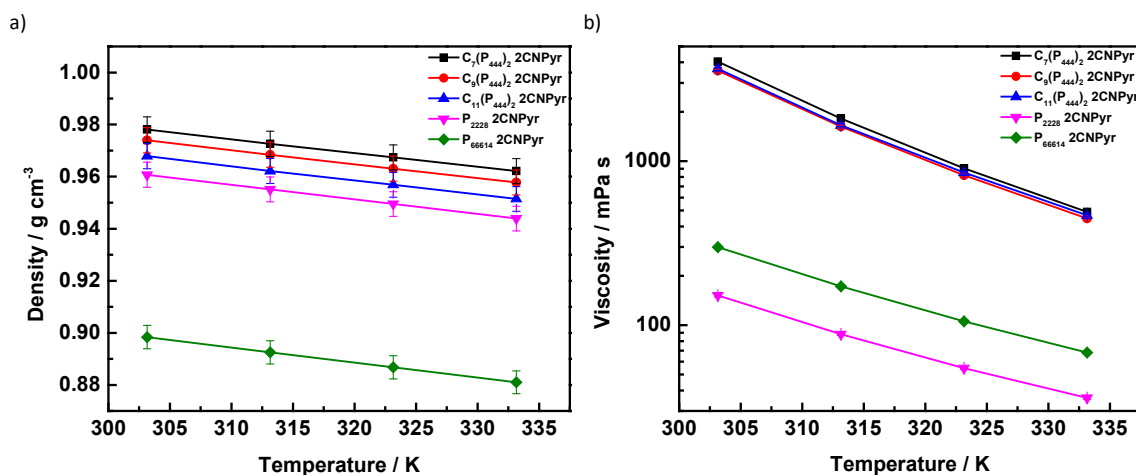 a)
C₇(P₄₄₄)₂ 2CNPyr
C₉(P₄₄₄)₂ 2CNPyr
C₁₁(P₄₄₄)₂ 2CNPyr
P₂₂₂₈ 2CNPyr
P₆₆₆₁₄ 2CNPyr
1.00
0.98
0.96
0.94
0.92
0.90
0.88
Density / g cm⁻³
300 305 310 315 320 325 330 335
Temperature / K
b)
C₇(P₄₄₄)₂ 2CNPyr
C₉(P₄₄₄)₂ 2CNPyr
C₁₁(P₄₄₄)₂ 2CNPyr
P₂₂₂₈ 2CNPyr
P₆₆₆₁₄ 2CNPyr
1000
100
Viscosity / mPa s
300 305 310 315 320 325 330 335
Temperature / K